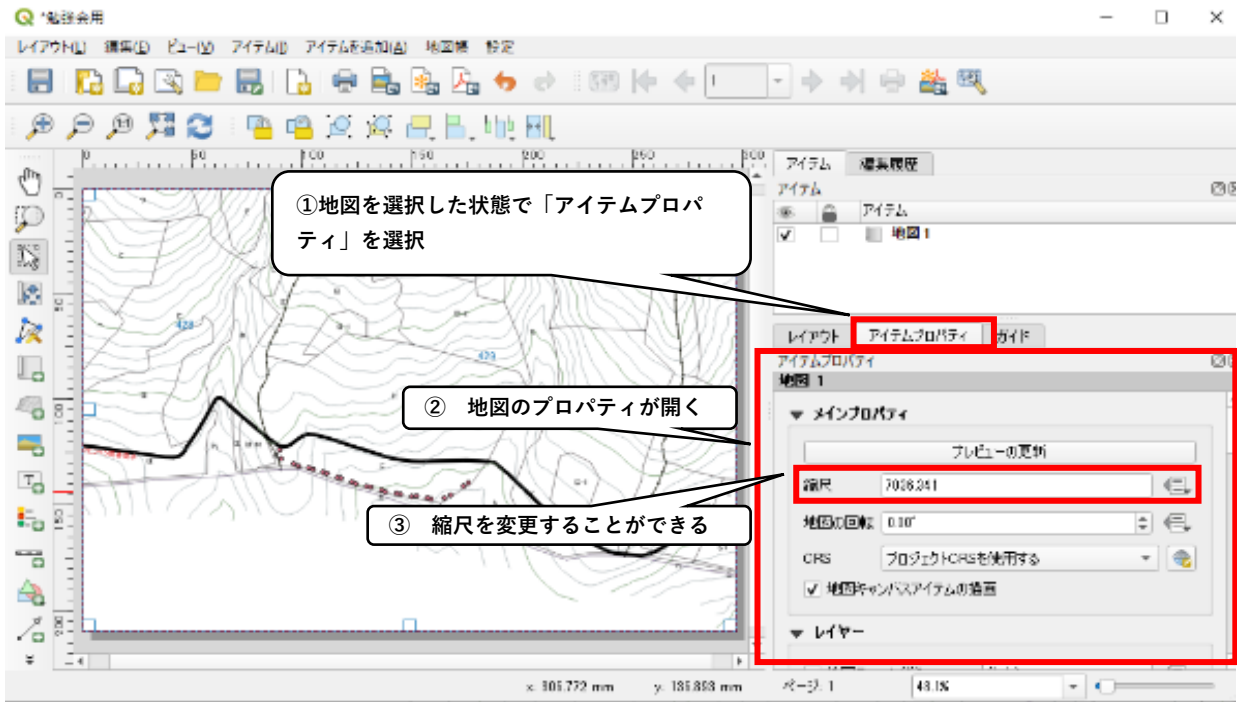 *勉強会用
レイアウト(L) 編集(E) ビュー(V) アイテム(I) アイテムを追加(A) 地図帳 設定
1
0 50 100 150 200 250 300
アイテム 編集履歴
アイテム
アイテム
地図 1
①地図を選択した状態で「アイテムプロパ
ティ」を選択
428
429
レイアウト アイテムプロパティ ガイド
アイテムプロパティ
地図 1
② 地図のプロパティが開く
メインプロパティ
プレビューの更新
縮尺
③ 縮尺を変更することができる
地図の回転 0.00°
CRS プロジェクトCRSを使用する
地図キャンバスアイテムの描画
レイヤー
ページ: 1